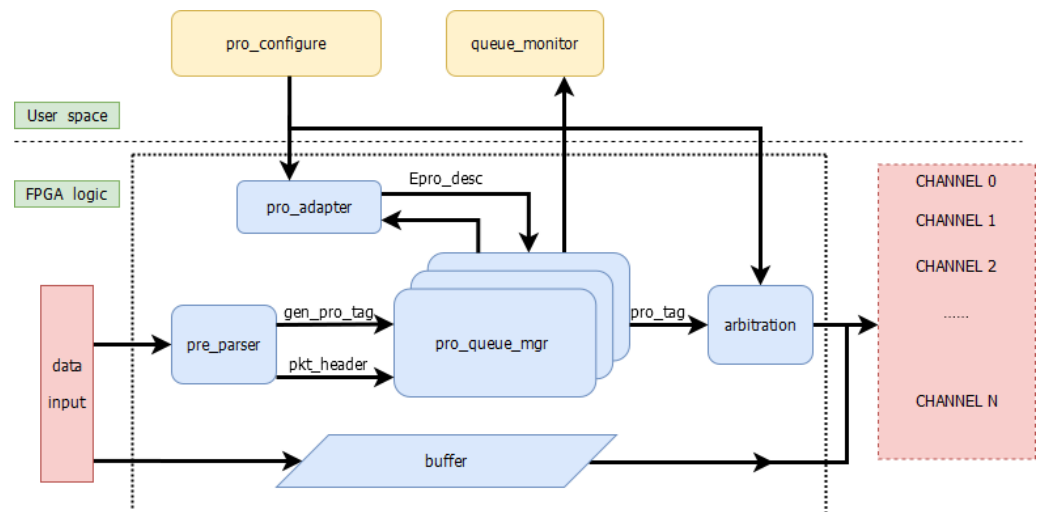 pro_configure
queue_monitor
User space
FPGA logic
Epro_desc
pro_adapter
CHANNEL 0
CHANNEL 1
CHANNEL 2
......
CHANNEL N
gen_pro_tag
pro_tag
pre_parser
pro_queue_mgr
arbitration
pkt_header
data
input
buffer